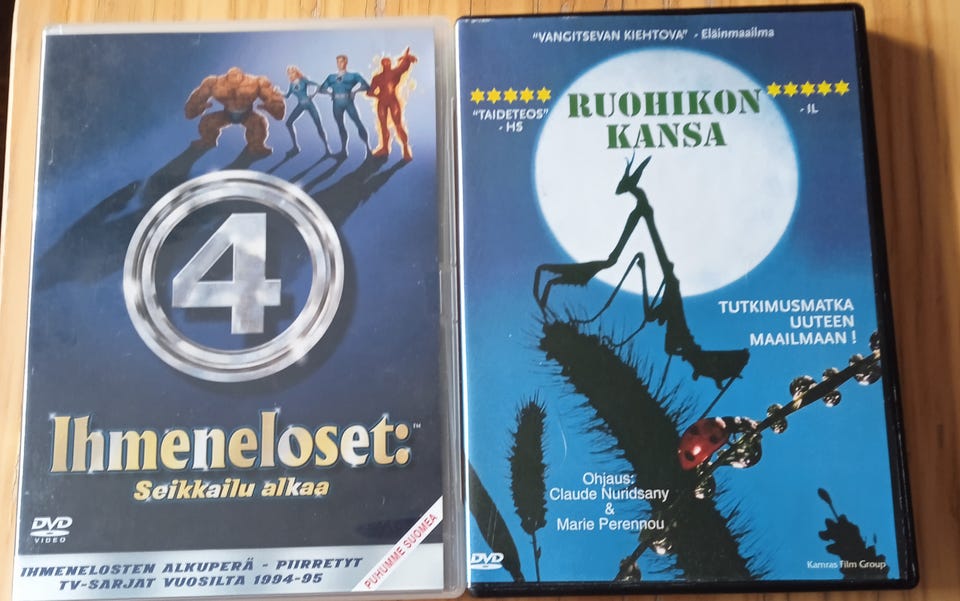 4
Ihmeneloset:™
Seikkailu alkaa
DVD
VIDEO
PUHUMME SUOMEA
IHMENELOSTEN ALKUPERÄ - PIIRRETYT
TV-SARJAT VUOSILTA 1994-95
"VANGITSEVAN KIEHTOVA" - Eläinmaailma
"TAIDETEOS"
- HS
RUOHIKON
KANSA
- IL
TUTKIMUSMATKA
UUTEEN
MAAILMAAN !
Ohjaus:
Claude Nuridsany
&
Marie Perennou
DVD
Kamras Film Group